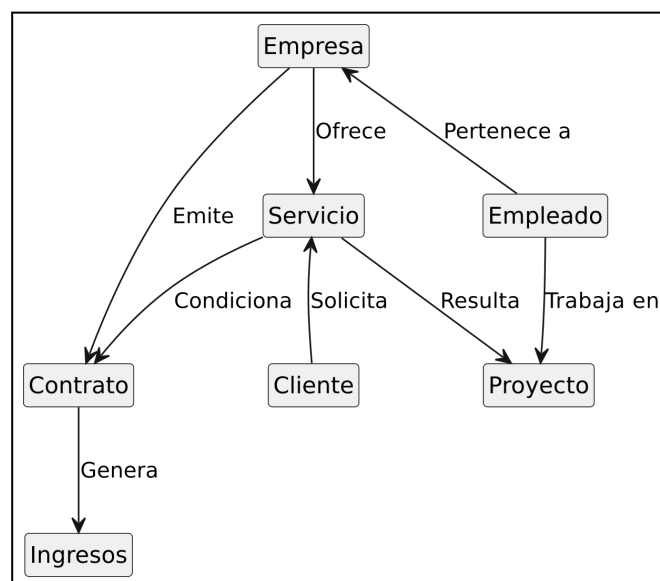 Empresa
Ofrece
Pertenece a
Emite
Servicio
Empleado
Condiciona
Solicita
Resulta
Trabaja en
Contrato
Cliente
Proyecto
Genera
Ingresos